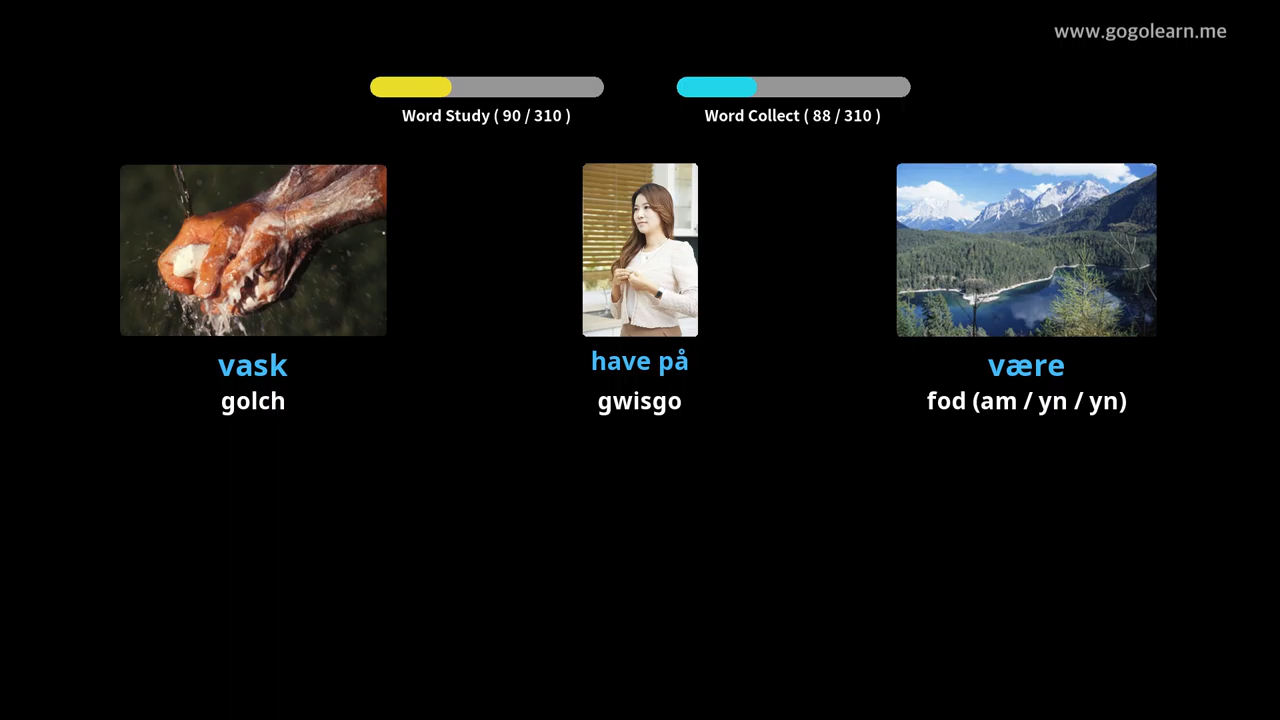 www.gogolearn.me
Word Study ( 90 / 310 )
Word Collect ( 88 / 310 )
vask
golch
have på
gwisgo
være
fod (am / yn / yn)